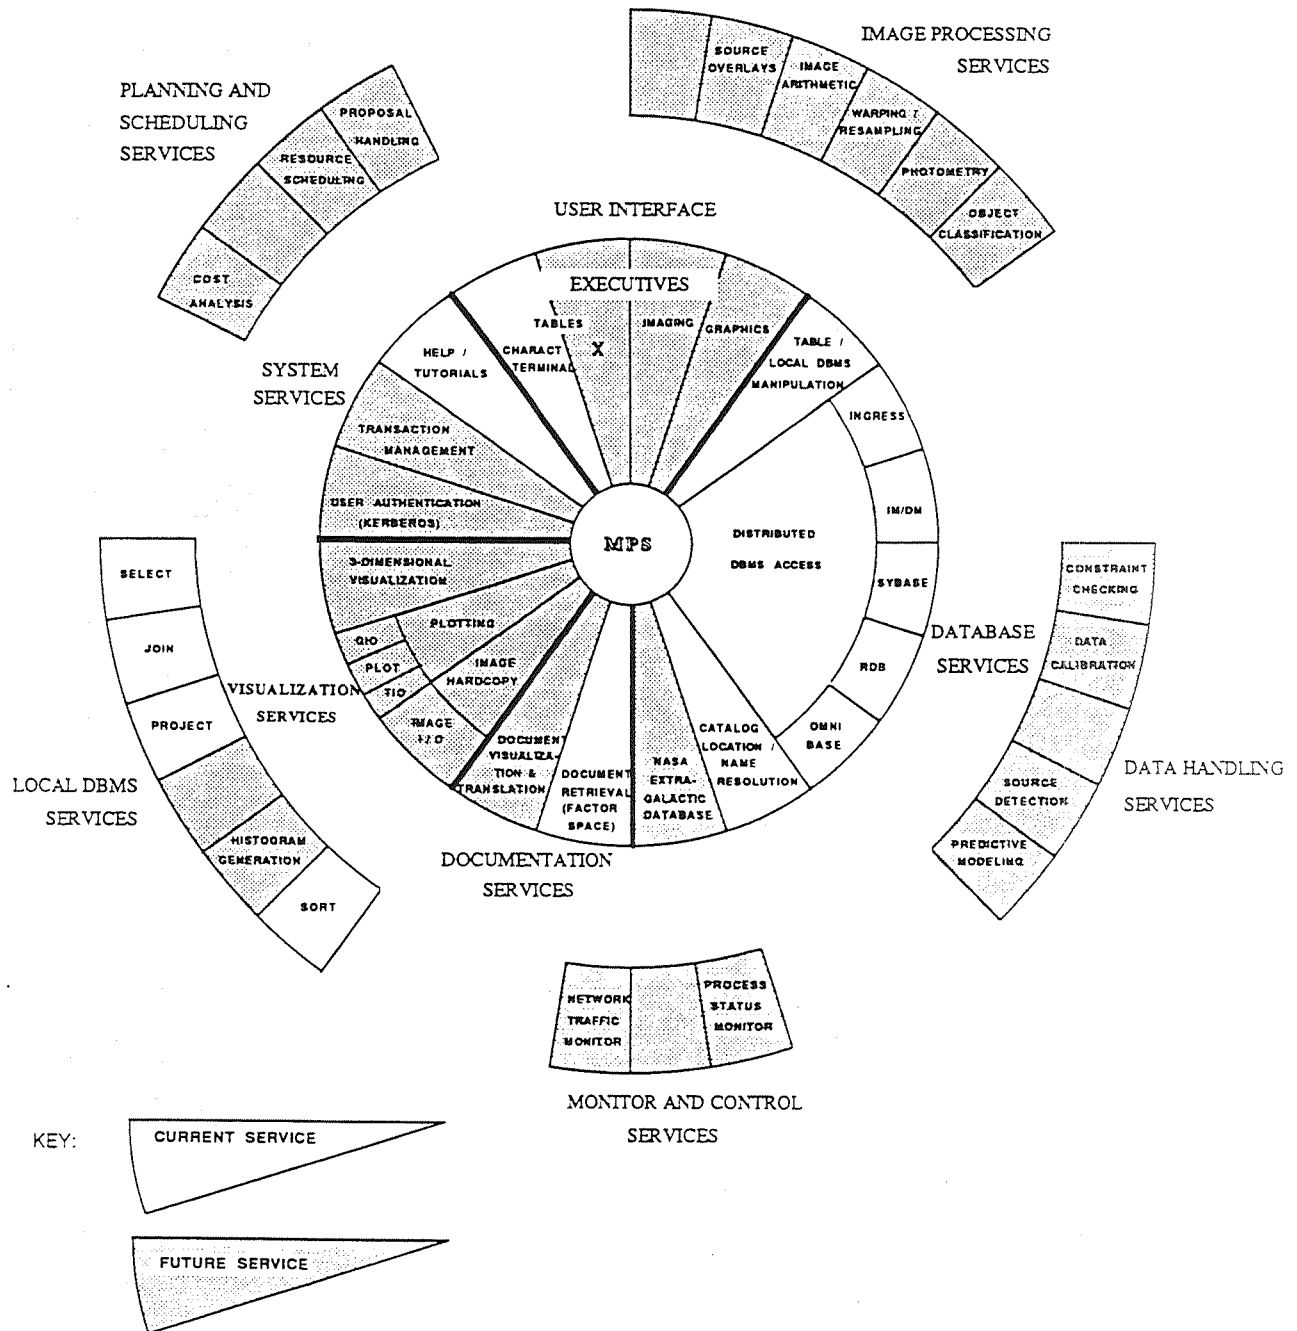 IMAGE PROCESSING
SERVICES
SOURCE
OVERLAYS
IMAGE
ARITHMETIC
WARPING /
RESAMPLING
PHOTOMETRY
OBJECT
CLASSIFICATION
PLANNING AND
SCHEDULING
SERVICES
PROPOSAL
HANDLING
RESOURCE
SCHEDULING
COST
ANALYSIS
USER INTERFACE
EXECUTIVES
TABLES
CHARACT
TERMINAL
X
IMAGING
GRAPHICS
TABLE /
LOCAL DBMS
MANIPULATION
HELP /
TUTORIALS
SYSTEM
SERVICES
TRANSACTION
MANAGEMENT
USER AUTHENTICATION
(KERBEROS)
MPS
DISTRIBUTED
DBMS ACCESS
INGRESS
IM/DM
SYBASE
RDB
OMNI
BASE
DATABASE
SERVICES
3-DIMENSIONAL
VISUALIZATION
PLOTTING
GIO
PLOT
TIO
IMAGE
HARDCOPY
IMAGE
I/O
VISUALIZATION
SERVICES
DOCUMENT
VISUALIZA-
TION &
TRANSLATION
DOCUMENT
RETRIEVAL
(FACTOR
SPACE)
NASA
EXTRA-
GALACTIC
DATABASE
CATALOG
LOCATION /
NAME
RESOLUTION
DOCUMENTATION
SERVICES
SELECT
JOIN
PROJECT
HISTOGRAM
GENERATION
SORT
LOCAL DBMS
SERVICES
CONSTRAINT
CHECKING
DATA
CALIBRATION
SOURCE
DETECTION
PREDICTIVE
MODELING
DATA HANDLING
SERVICES
NETWORK
TRAFFIC
MONITOR
PROCESS
STATUS
MONITOR
MONITOR AND CONTROL
SERVICES
KEY:
CURRENT SERVICE
FUTURE SERVICE